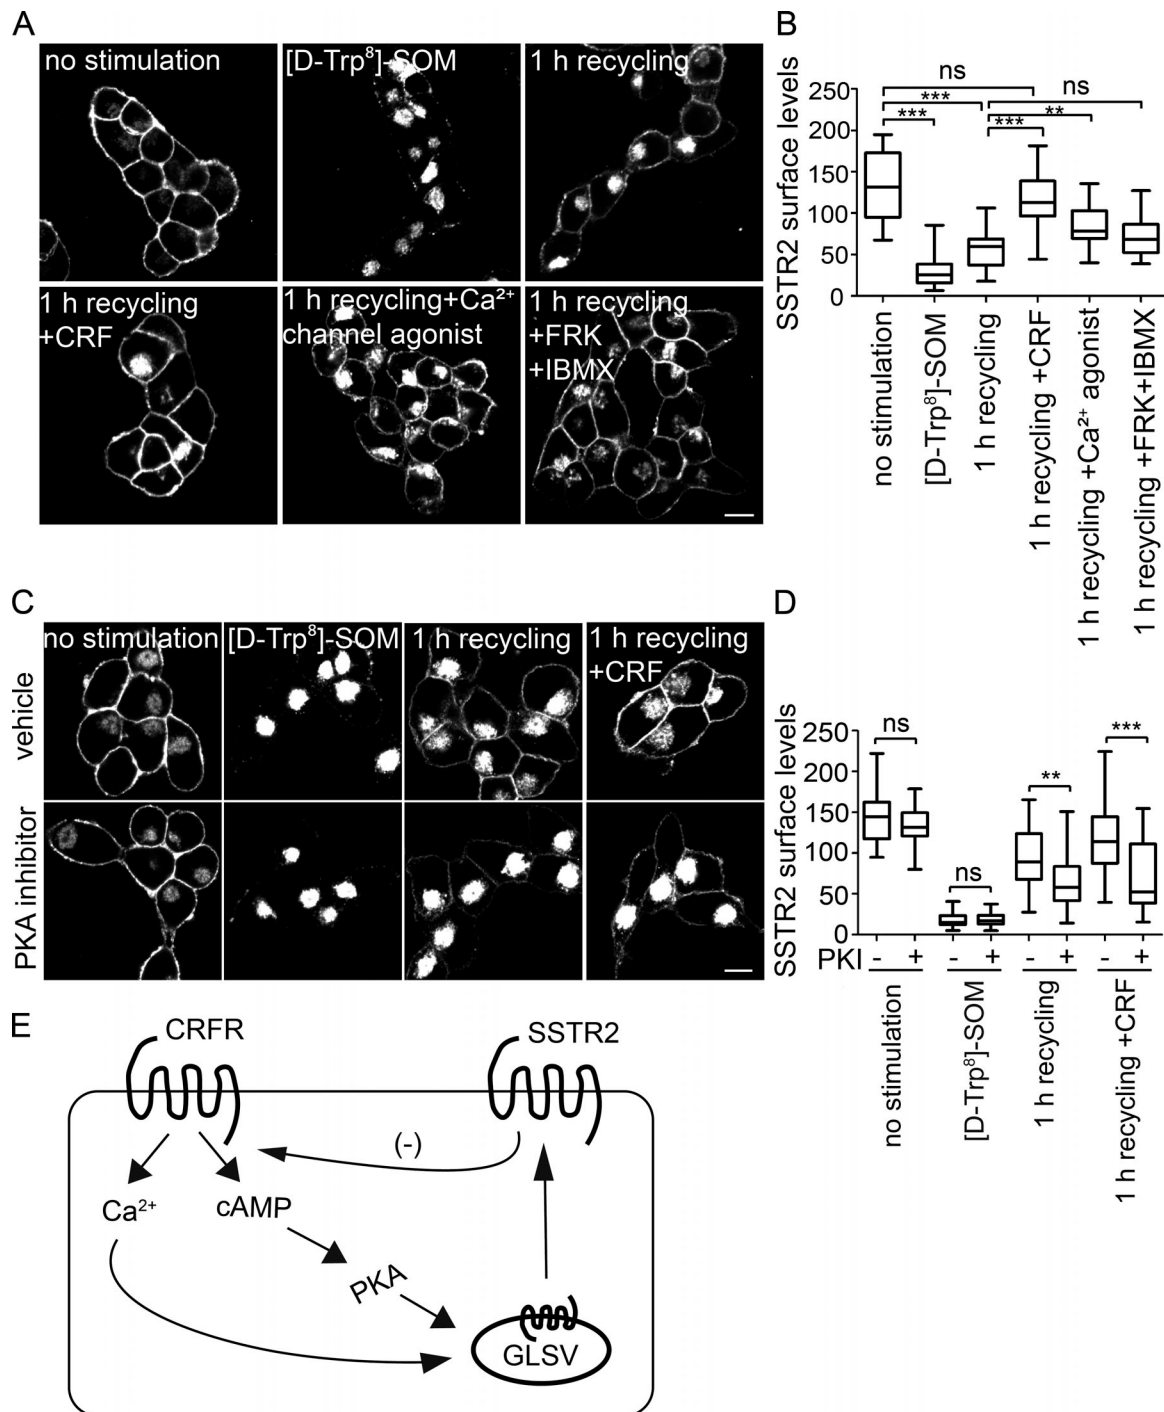 A
no stimulation
[D-Trp⁸]-SOM
1 h recycling
1 h recycling
+CRF
1 h recycling+Ca²⁺
channel agonist
1 h recycling
+FRK
+IBMX
B
SSTR2 surface levels
250
200
150
100
50
0
ns
***
***
***
**
ns
no stimulation
[D-Trp⁸]-SOM
1 h recycling
1 h recycling +CRF
1 h recycling +Ca²⁺ agonist
1 h recycling +FRK+IBMX
C
no stimulation
[D-Trp⁸]-SOM
1 h recycling
1 h recycling
+CRF
vehicle
PKA inhibitor
D
SSTR2 surface levels
250
200
150
100
50
0
ns
ns
**
***
PKI - + - + - + - +
no stimulation
[D-Trp⁸]-SOM
1 h recycling
1 h recycling +CRF
E
CRFR
SSTR2
(-)
Ca²⁺
cAMP
PKA
GLSV